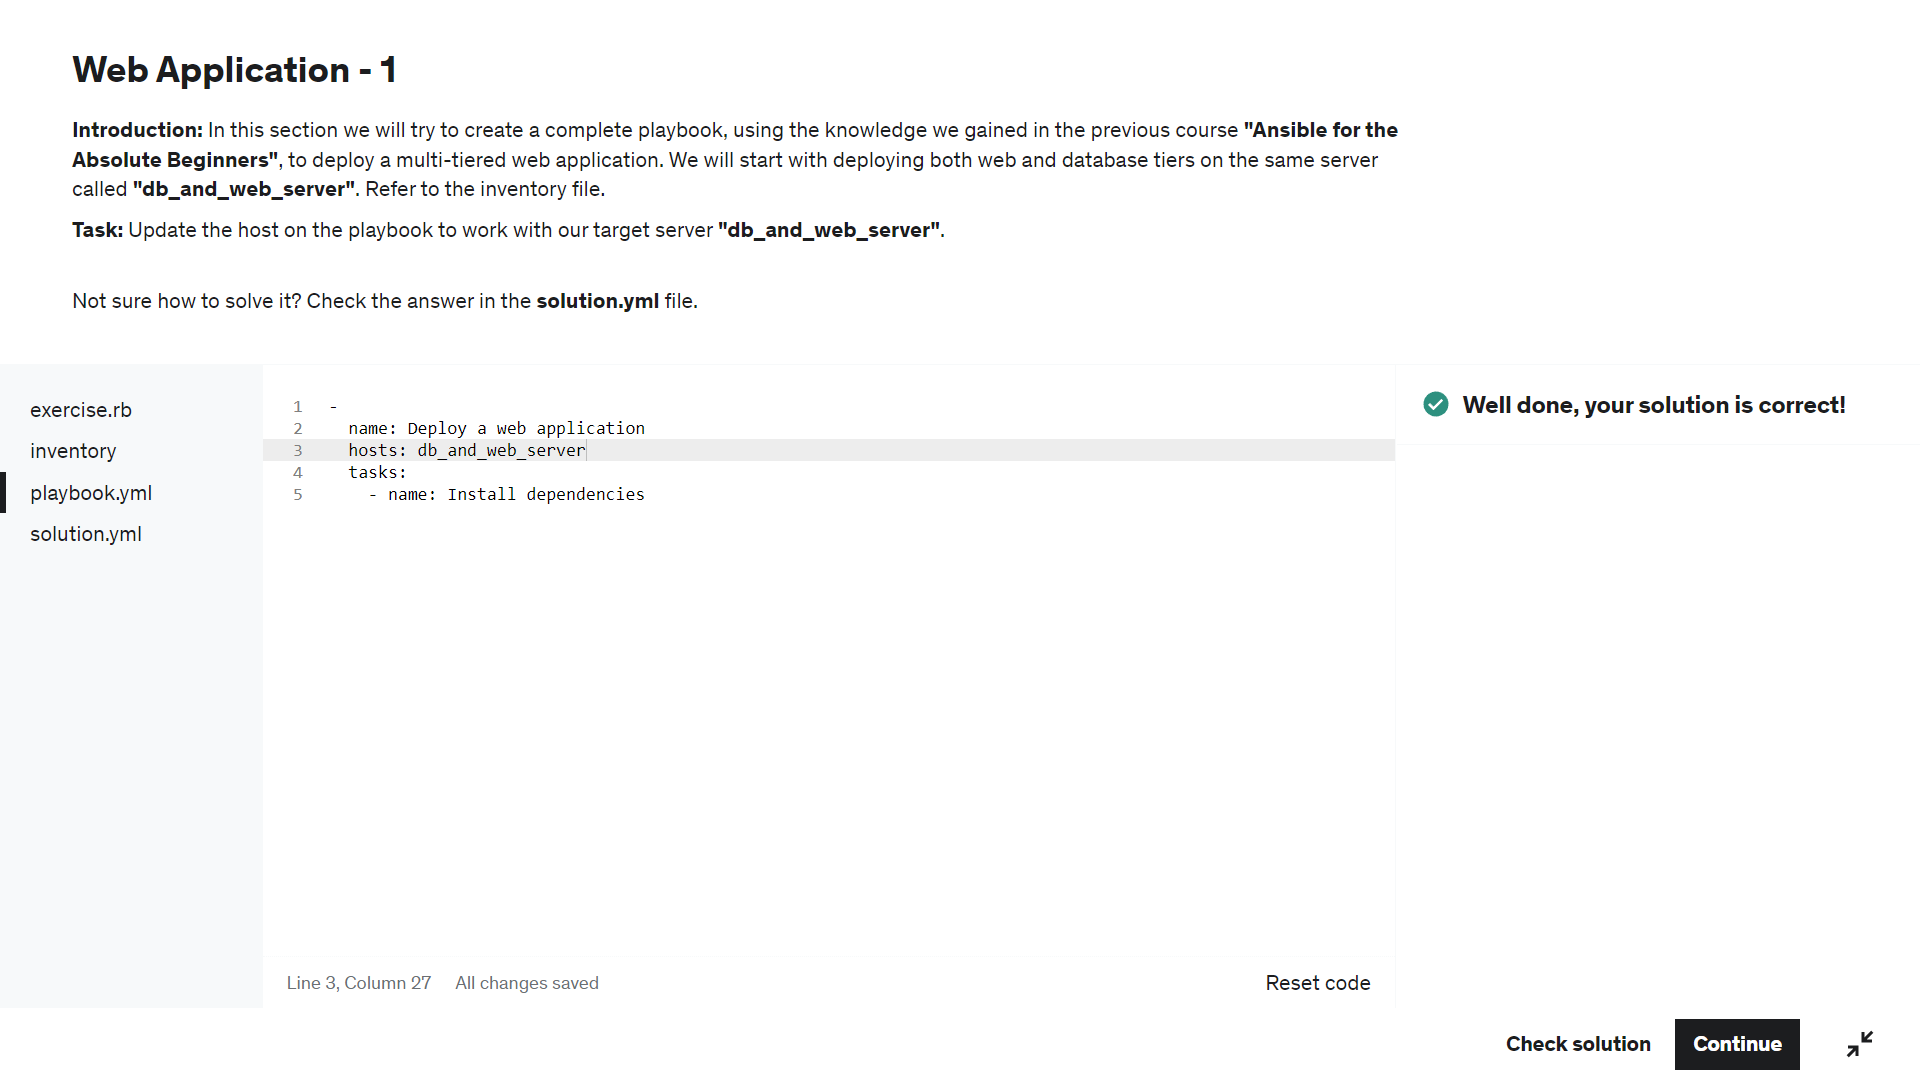 Web Application - 1
Introduction: In this section we will try to create a complete playbook, using the knowledge we gained in the previous course "Ansible for the
Absolute Beginners", to deploy a multi-tiered web application. We will start with deploying both web and database tiers on the same server
called "db_and_web_server". Refer to the inventory file.
Task: Update the host on the playbook to work with our target server "db_and_web_server".
Not sure how to solve it? Check the answer in the solution.yml file.
exercise.rb
inventory
playbook.yml
solution.yml
1 -
2   name: Deploy a web application
3   hosts: db_and_web_server
4   tasks:
5     - name: Install dependencies
Well done, your solution is correct!
Line 3, Column 27 All changes saved
Reset code
Check solution
Continue